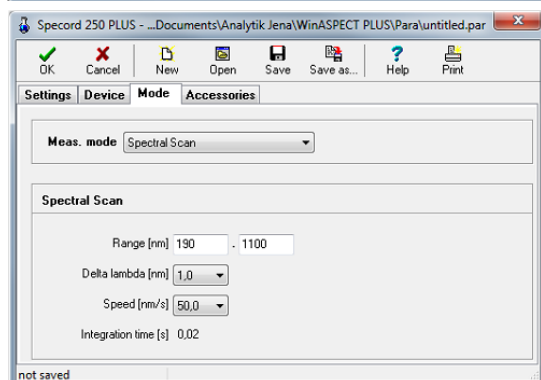 Specord 250 PLUS - ...Documents\Analytik Jena\WinASPECT PLUS\Para\untitled.par
OK Cancel New Open Save Save as... Help Print
Settings Device Mode Accessories
Meas. mode Spectral Scan
Spectral Scan
Range [nm] 190 - 1100
Delta lambda [nm] 1,0
Speed [nm/s] 50,0
Integration time [s] 0,02
not saved